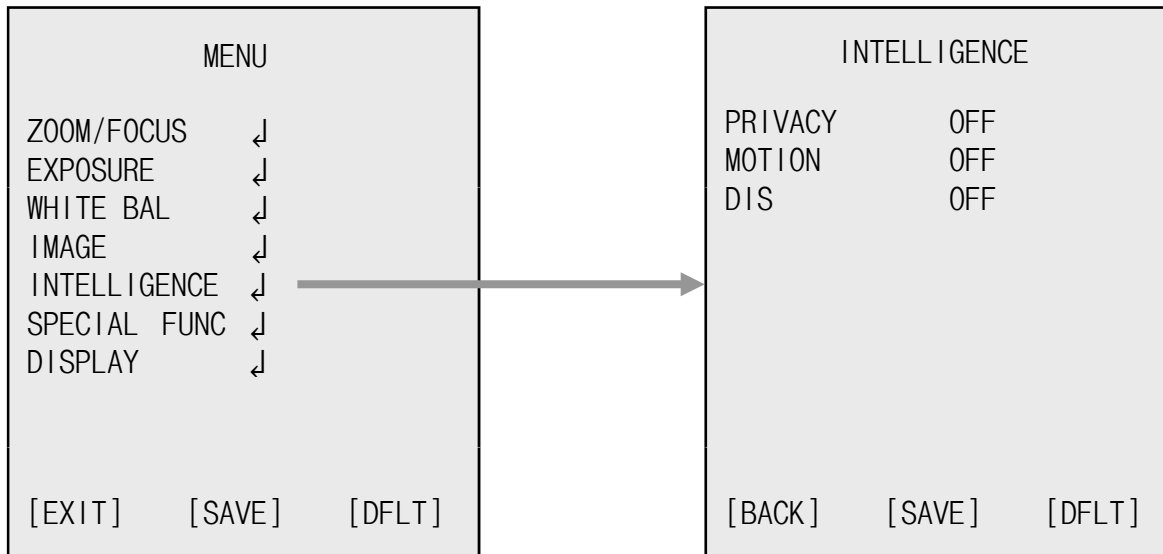 MENU
ZOOM/FOCUS ↲
EXPOSURE ↲
WHITE BAL ↲
IMAGE ↲
INTELLIGENCE ↲
SPECIAL FUNC ↲
DISPLAY ↲
[EXIT] [SAVE] [DFLT]
INTELLIGENCE
PRIVACY OFF
MOTION OFF
DIS OFF
[BACK] [SAVE] [DFLT]